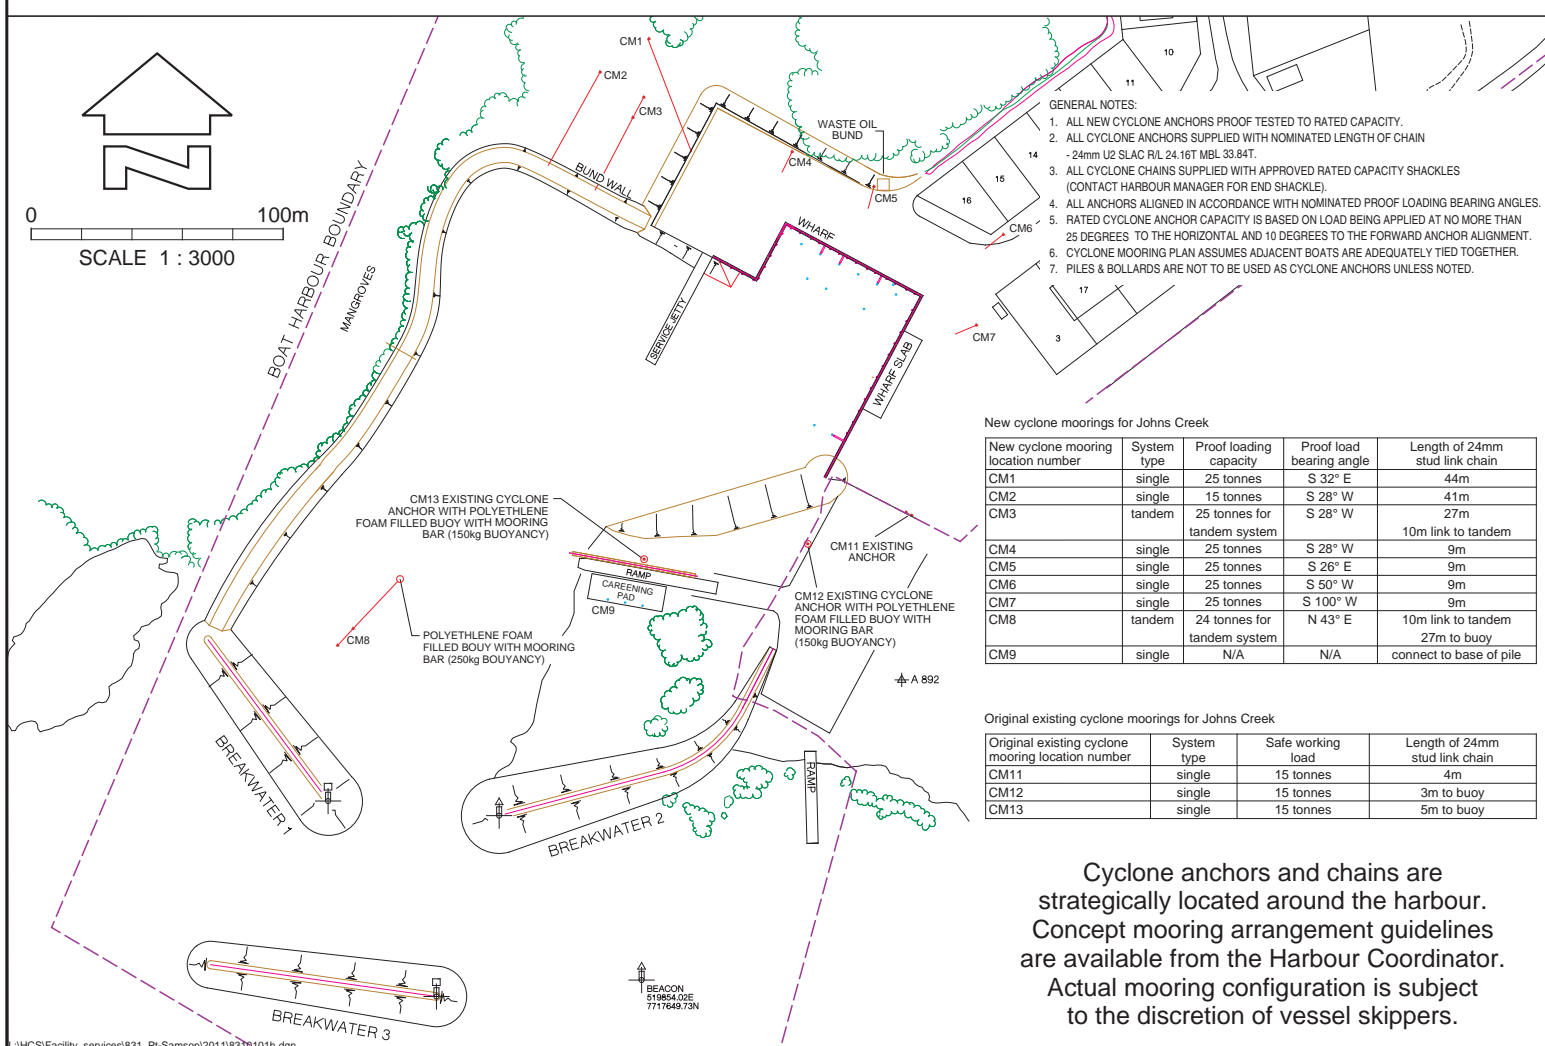 CM1
CM2
CM3
CM4
CM5
CM6
CM7
WASTE OIL
BUND
BUND WALL
WHARF
WHARF SLAB
SERVICE JETTY
BOAT HARBOUR BOUNDARY
MANGROVES
0 100m
SCALE 1 : 3000
10
11
14
15
16
17
3
GENERAL NOTES:
1. ALL NEW CYCLONE ANCHORS PROOF TESTED TO RATED CAPACITY.
2. ALL CYCLONE ANCHORS SUPPLIED WITH NOMINATED LENGTH OF CHAIN
- 24mm U2 SLAC R/L 24.16T MBL 33.84T.
3. ALL CYCLONE CHAINS SUPPLIED WITH APPROVED RATED CAPACITY SHACKLES
(CONTACT HARBOUR MANAGER FOR END SHACKLE).
4. ALL ANCHORS ALIGNED IN ACCORDANCE WITH NOMINATED PROOF LOADING BEARING ANGLES.
5. RATED CYCLONE ANCHOR CAPACITY IS BASED ON LOAD BEING APPLIED AT NO MORE THAN
25 DEGREES TO THE HORIZONTAL AND 10 DEGREES TO THE FORWARD ANCHOR ALIGNMENT.
6. CYCLONE MOORING PLAN ASSUMES ADJACENT BOATS ARE ADEQUATELY TIED TOGETHER.
7. PILES & BOLLARDS ARE NOT TO BE USED AS CYCLONE ANCHORS UNLESS NOTED.
CM13 EXISTING CYCLONE
ANCHOR WITH POLYETHLENE
FOAM FILLED BUOY WITH MOORING
BAR (150kg BUOYANCY)
CM11 EXISTING
ANCHOR
RAMP
CAREENING
PAD
CM9
CM12 EXISTING CYCLONE
ANCHOR WITH POLYETHLENE
FOAM FILLED BUOY WITH
MOORING BAR
(150kg BUOYANCY)
CM8
POLYETHLENE FOAM
FILLED BOUY WITH MOORING
BAR (250kg BOUYANCY)
A 892
BREAKWATER 1
BREAKWATER 2
RAMP
BREAKWATER 3
BEACON
519854.02E
7717649.73N
New cyclone moorings for Johns Creek
New cyclone mooring location number | System type | Proof loading capacity | Proof load bearing angle | Length of 24mm stud link chain
CM1 single 25 tonnes S 32° E 44m
CM2 single 15 tonnes S 28° W 41m
CM3 tandem 25 tonnes for S 28° W 27m
tandem system 10m link to tandem
CM4 single 25 tonnes S 28° W 9m
CM5 single 25 tonnes S 26° E 9m
CM6 single 25 tonnes S 50° W 9m
CM7 single 25 tonnes S 100° W 9m
CM8 tandem 24 tonnes for N 43° E 10m link to tandem
tandem system 27m to buoy
CM9 single N/A N/A connect to base of pile
Original existing cyclone moorings for Johns Creek
Original existing cyclone mooring location number | System type | Safe working load | Length of 24mm stud link chain
CM11 single 15 tonnes 4m
CM12 single 15 tonnes 3m to buoy
CM13 single 15 tonnes 5m to buoy
Cyclone anchors and chains are
strategically located around the harbour.
Concept mooring arrangement guidelines
are available from the Harbour Coordinator.
Actual mooring configuration is subject
to the discretion of vessel skippers.